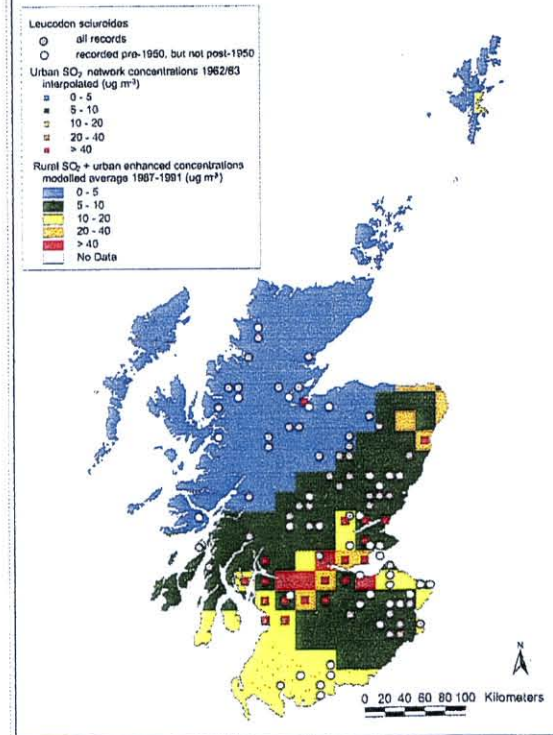 Leucodon sciuroides
all records
recorded pre-1950, but not post-1950
Urban SO₂ network concentrations 1962/63
interpolated (ug m⁻³)
0 - 5
5 - 10
10 - 20
20 - 40
> 40
Rural SO₂ + urban enhanced concentrations
modelled average 1987-1991 (ug m⁻³)
0 - 5
5 - 10
10 - 20
20 - 40
> 40
No Data
N
0 20 40 60 80 100 Kilometers